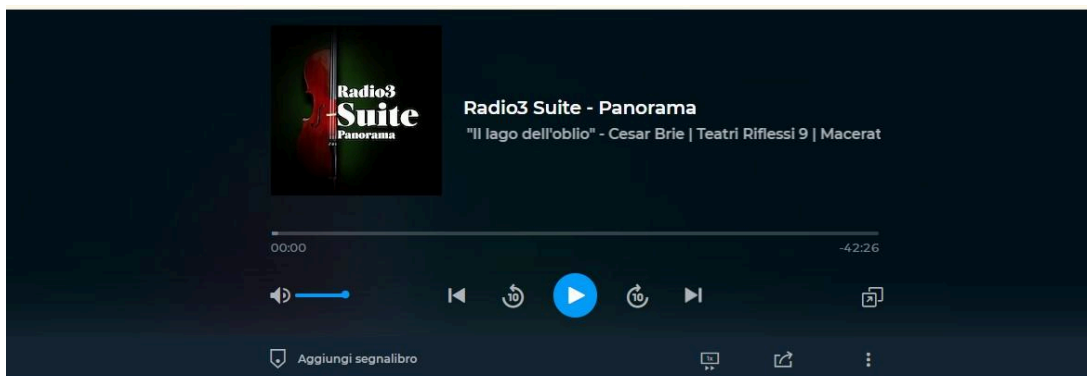 Radio3
Suite
Panorama
Radio3 Suite - Panorama
"Il lago dell'oblio" - Cesar Brie | Teatri Riflessi 9 | Macerat
00:00
-42:26
10
10
Aggiungi segnalibro
1x